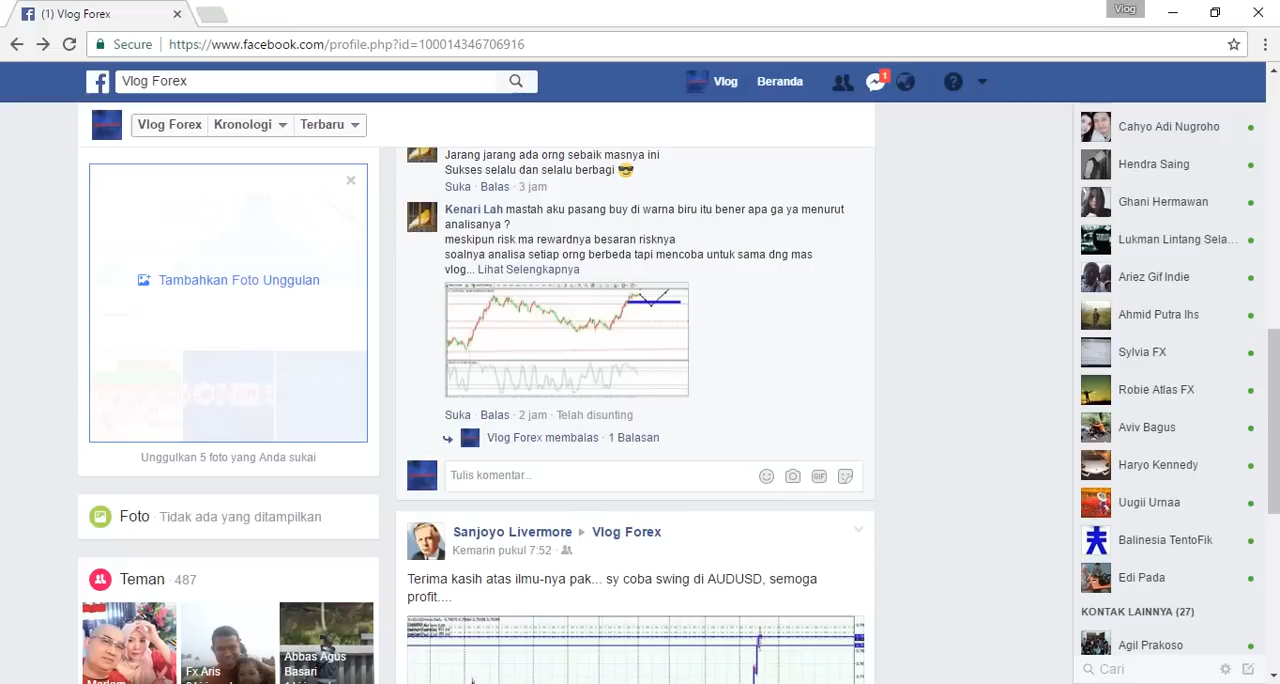 (1) Vlog Forex
Vlog
Secure
https://www.facebook.com/profile.php?id=100014346706916
Vlog Forex
Vlog
Beranda
1
?
Vlog Forex
Kronologi
Terbaru
Tambahkan Foto Unggulan
Unggulkan 5 foto yang Anda sukai
Foto · Tidak ada yang ditampilkan
Teman · 487
Fx Aris
Abbas Agus
Basari
Jarang jarang ada orng sebaik masnya ini
Sukses selalu dan selalu berbagi 😎
Suka · Balas · 3 jam
Kenari Lah mastah aku pasang buy di warna biru itu bener apa ga ya menurut
analisanya ?
meskipun risk ma rewardnya besaran risknya
soalnya analisa setiap orng berbeda tapi mencoba untuk sama dng mas
vlog... Lihat Selengkapnya
Suka · Balas · 2 jam · Telah disunting
Vlog Forex membalas · 1 Balasan
Tulis komentar...
GIF
Sanjoyo Livermore ▸ Vlog Forex
Kemarin pukul 7:52 ·
Terima kasih atas ilmu-nya pak... sy coba swing di AUDUSD, semoga
profit....
Cahyo Adi Nugroho
Hendra Saing
Ghani Hermawan
Lukman Lintang Sela...
Ariez Gif Indie
Ahmid Putra Ihs
Sylvia FX
Robie Atlas FX
Aviv Bagus
Haryo Kennedy
Uugii Urnaa
Balinesia TentoFik
Edi Pada
KONTAK LAINNYA (27)
Agil Prakoso
Cari